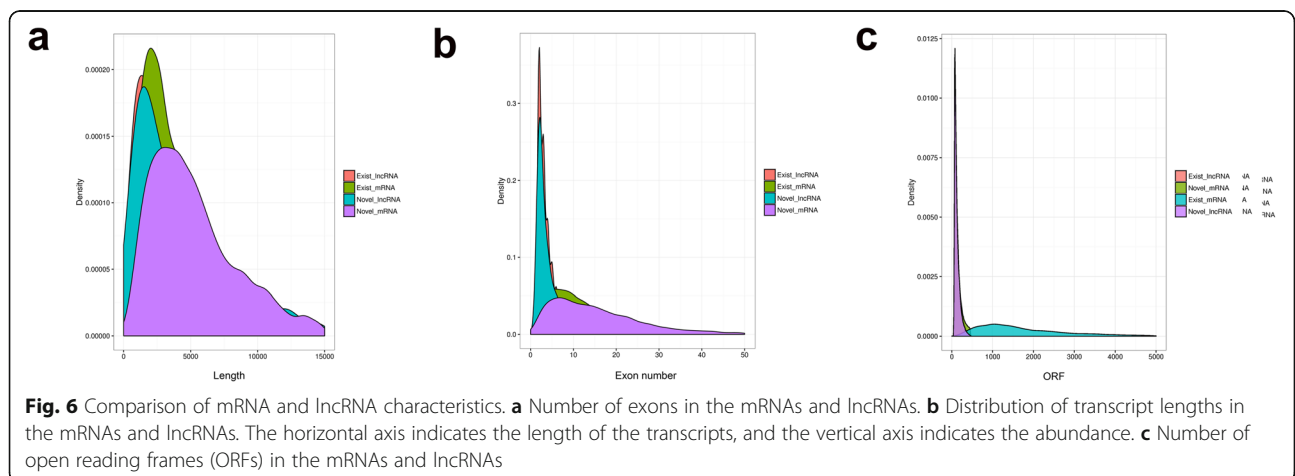 a
0.00020
0.00015
0.00010
0.00005
0.00000
Density
0 5000 10000 15000
Length
Exist_lncRNA
Exist_mRNA
Novel_lncRNA
Novel_mRNA
b
0.3
0.2
0.1
0.0
Density
0 10 20 30 40 50
Exon number
Exist_lncRNA
Exist_mRNA
Novel_lncRNA
Novel_mRNA
c
0.0125
0.0100
0.0075
0.0050
0.0025
0.0000
Density
0 1000 2000 3000 4000 5000
ORF
Exist_lncRNA
Novel_mRNA
Exist_mRNA
Novel_lncRNA
Fig. 6 Comparison of mRNA and lncRNA characteristics. a Number of exons in the mRNAs and lncRNAs. b Distribution of transcript lengths in
the mRNAs and lncRNAs. The horizontal axis indicates the length of the transcripts, and the vertical axis indicates the abundance. c Number of
open reading frames (ORFs) in the mRNAs and lncRNAs